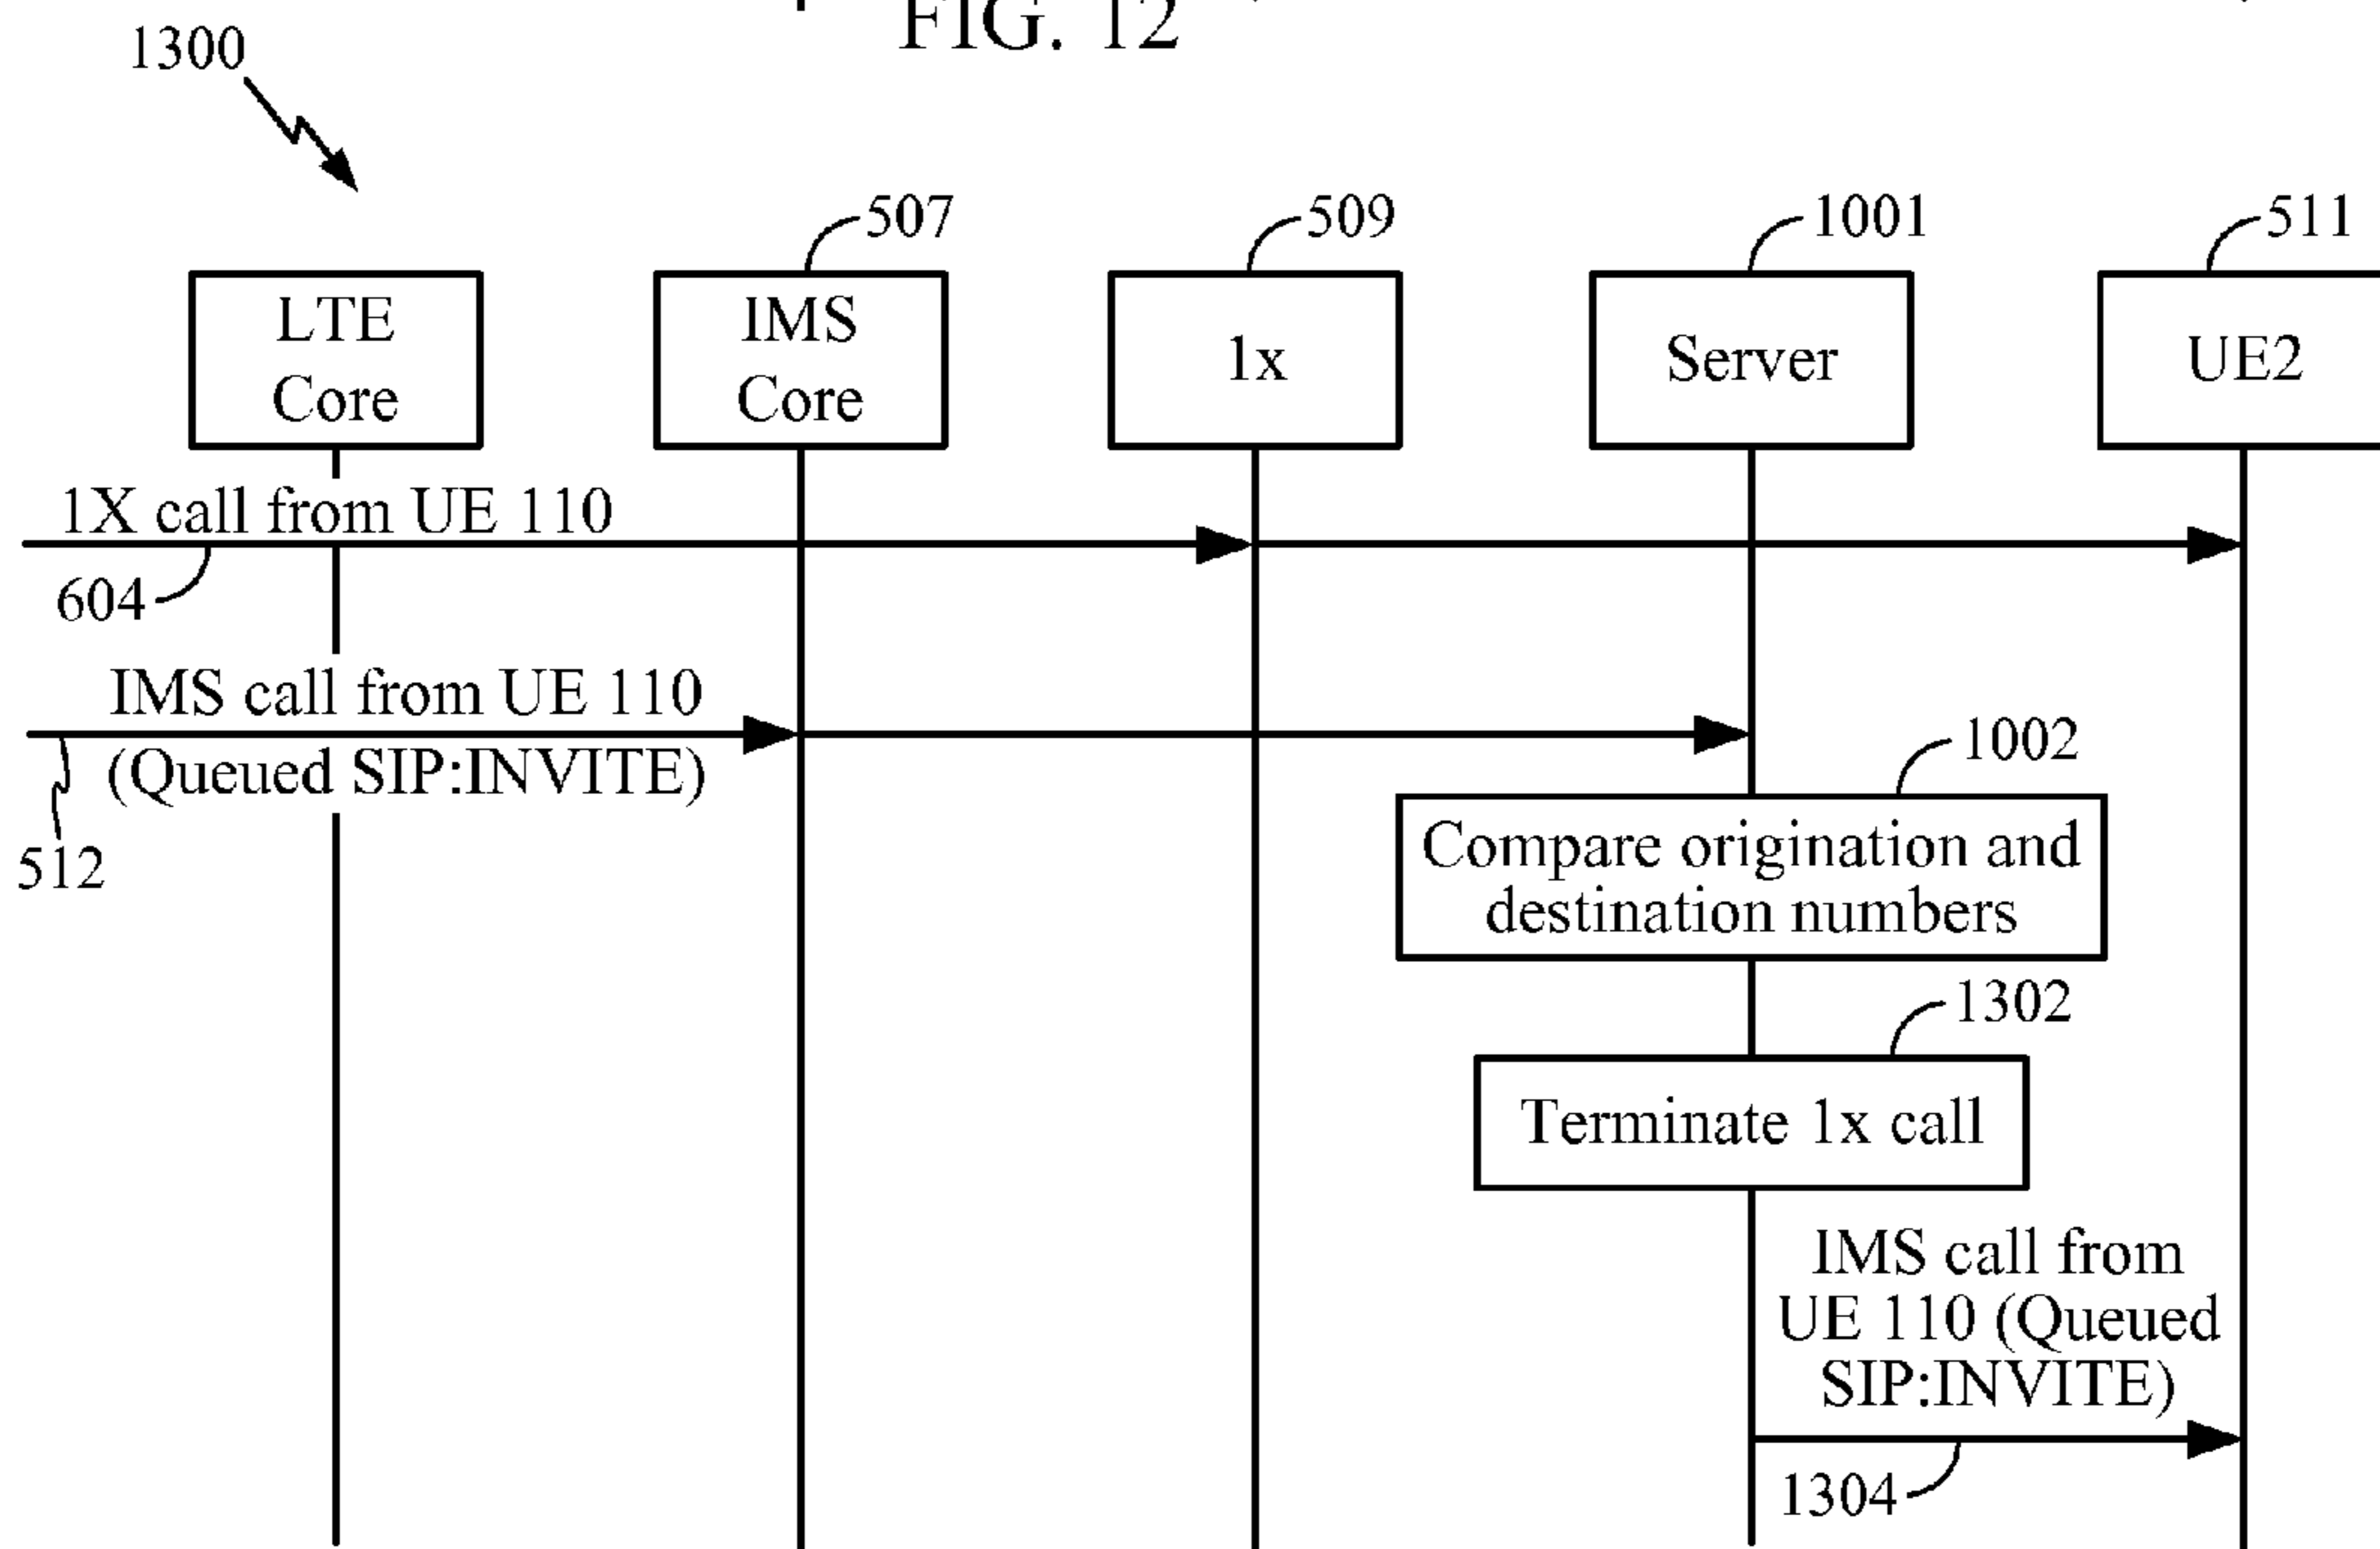 FIG. 12
1300
507
509
1001
511
LTE
Core
IMS
Core
1x
Server
UE2
1X call from UE 110
604
IMS call from UE 110
(Queued SIP:INVITE)
512
1002
Compare origination and
destination numbers
1302
Terminate 1x call
IMS call from
UE 110 (Queued
SIP:INVITE)
1304